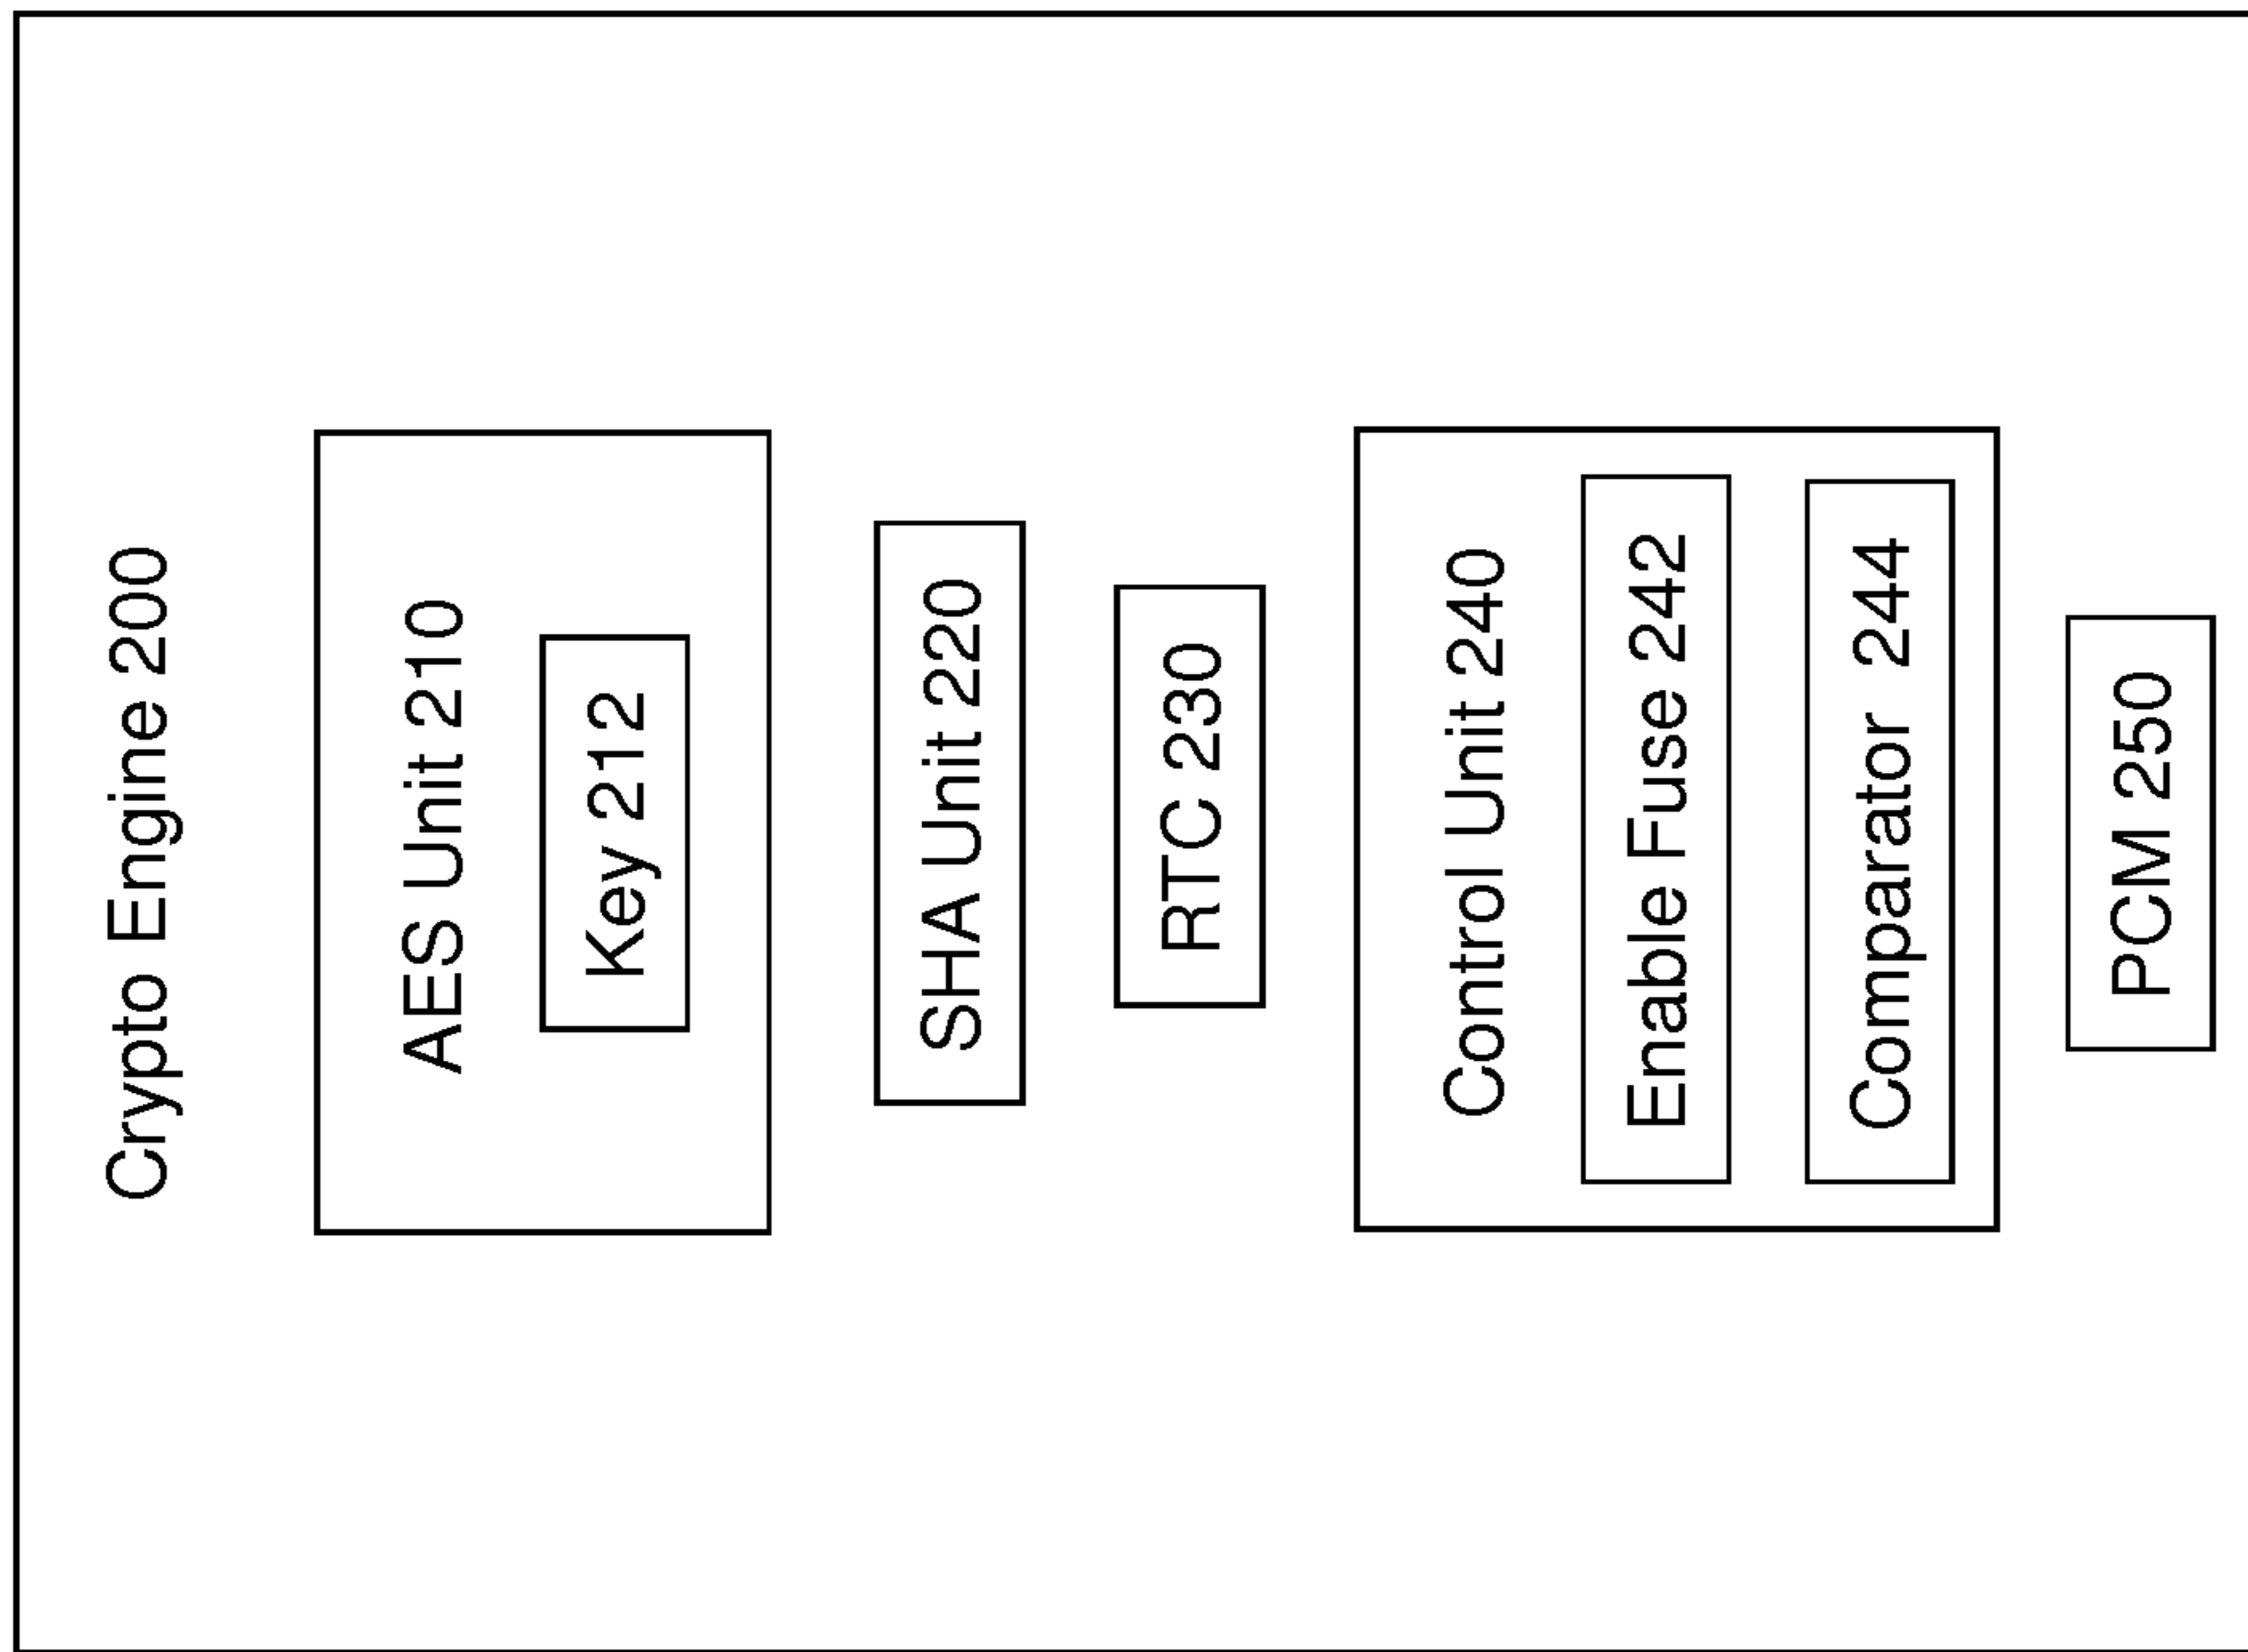 Crypto Engine 200
AES Unit 210
Key 212
SHA Unit 220
RTC 230
Control Unit 240
Enable Fuse 242
Comparator 244
PCM 250